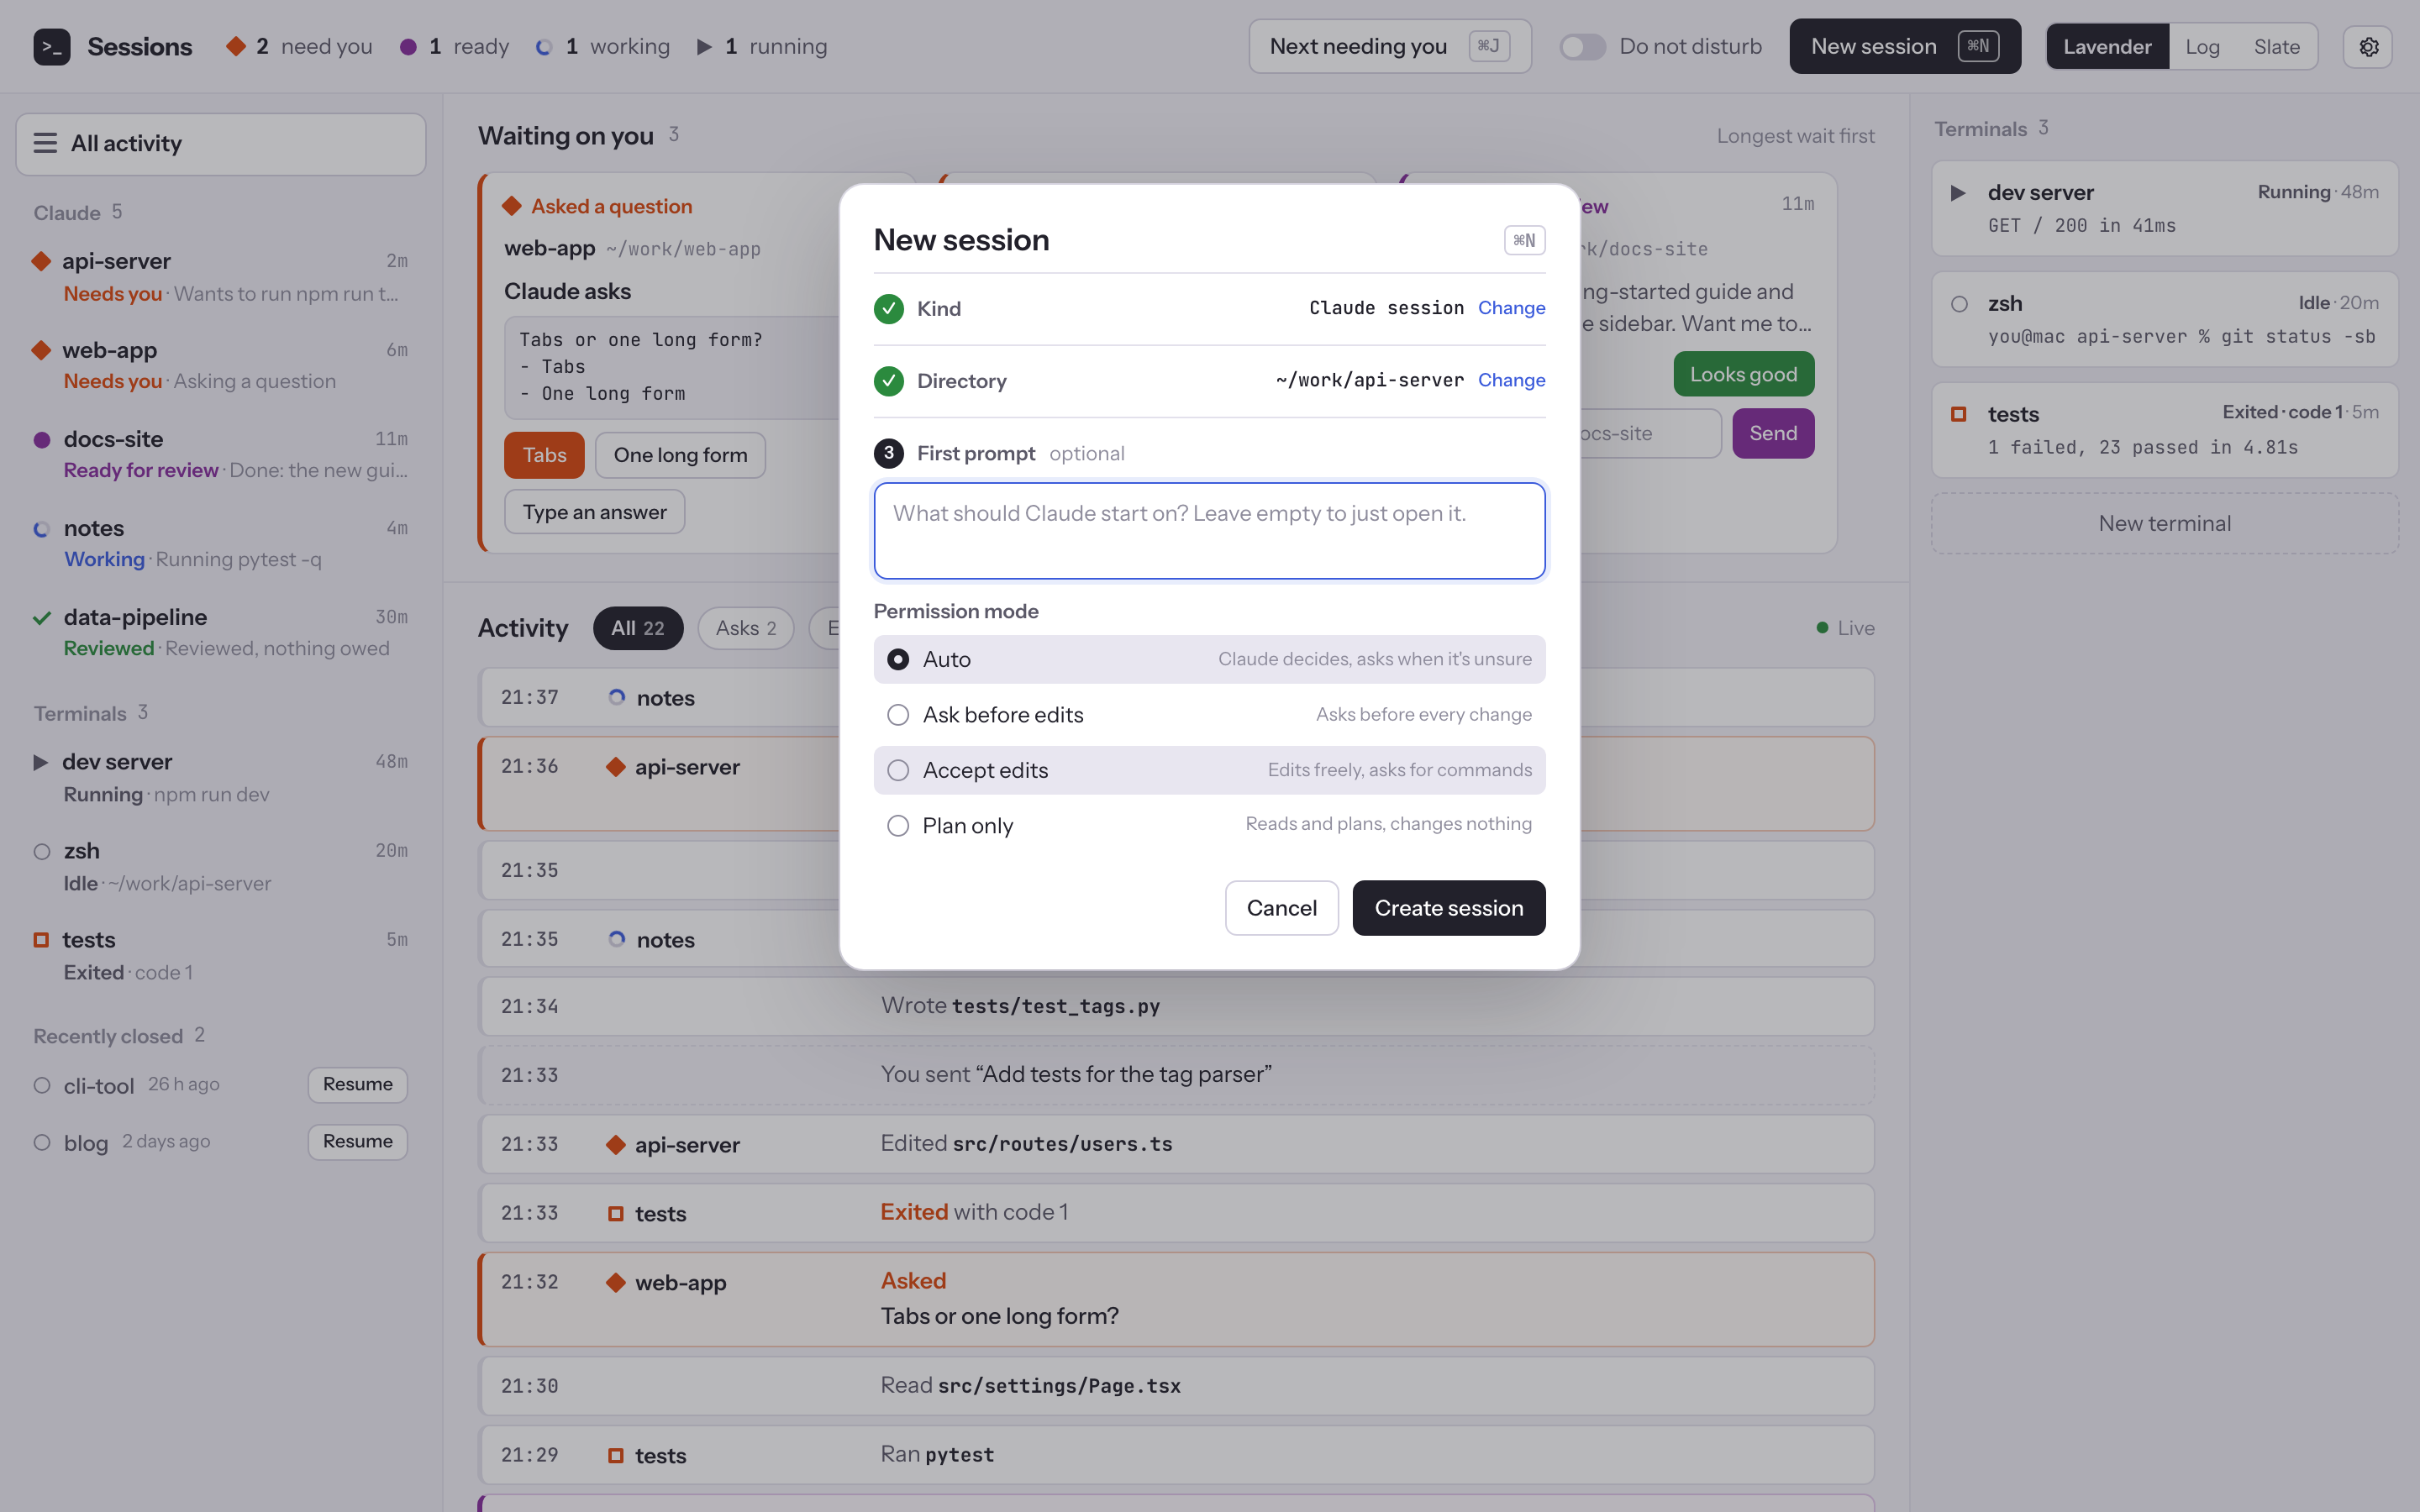 >_ Sessions 2 need you 1 ready 1 working 1 running Next needing you ⌘J Do not disturb New session ⌘N Lavender Log Slate
All activity
Claude 5
api-server 2m
Needs you · Wants to run npm run t...
web-app 6m
Needs you · Asking a question
docs-site 11m
Ready for review · Done: the new gui...
notes 4m
Working · Running pytest -q
data-pipeline 30m
Reviewed · Reviewed, nothing owed
Terminals 3
dev server 48m
Running · npm run dev
zsh 20m
Idle · ~/work/api-server
tests 5m
Exited · code 1
Recently closed 2
cli-tool 26 h ago Resume
blog 2 days ago Resume
Waiting on you 3 Longest wait first
Asked a question
web-app ~/work/web-app
Claude asks
Tabs or one long form?
- Tabs
- One long form
Tabs One long form
Type an answer
ew 11m
k/docs-site
ng-started guide and
e sidebar. Want me to...
Looks good
ocs-site Send
New session ⌘N
Kind Claude session Change
Directory ~/work/api-server Change
3 First prompt optional
What should Claude start on? Leave empty to just open it.
Permission mode
Auto Claude decides, asks when it's unsure
Ask before edits Asks before every change
Accept edits Edits freely, asks for commands
Plan only Reads and plans, changes nothing
Cancel Create session
Activity All 22 Asks 2 Live
21:37 notes
21:36 api-server
21:35
21:35 notes
21:34 Wrote tests/test_tags.py
21:33 You sent “Add tests for the tag parser”
21:33 api-server Edited src/routes/users.ts
21:33 tests Exited with code 1
21:32 web-app Asked
Tabs or one long form?
21:30 Read src/settings/Page.tsx
21:29 tests Ran pytest
Terminals 3
dev server Running · 48m
GET / 200 in 41ms
zsh Idle · 20m
you@mac api-server % git status -sb
tests Exited · code 1 · 5m
1 failed, 23 passed in 4.81s
New terminal